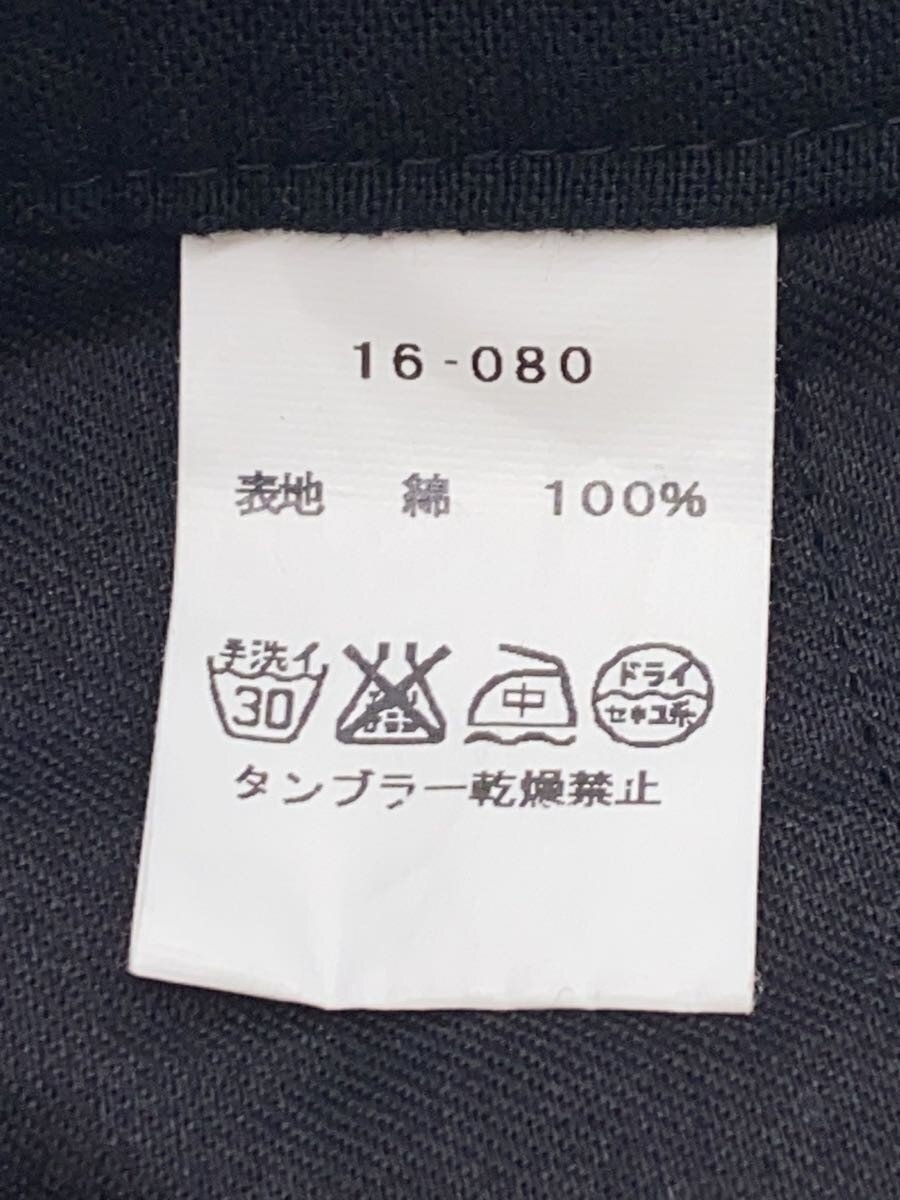 16-080
表地 綿 100%
手洗イ 30 中 ドライ セキユ系
タンブラー乾燥禁止